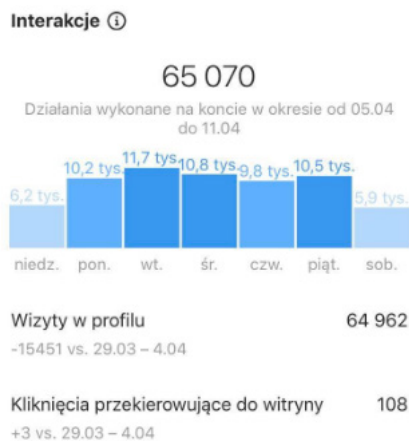 Interakcje
65 070
Działania wykonane na koncie w okresie od 05.04
do 11.04
6,2 tys. 10,2 tys. 11,7 tys. 10,8 tys. 9,8 tys. 10,5 tys. 5,9 tys.
niedz. pon. wt. śr. czw. piąt. sob.
Wizyty w profilu 64 962
-15451 vs. 29.03 – 4.04
Kliknięcia przekierowujące do witryny 108
+3 vs. 29.03 – 4.04